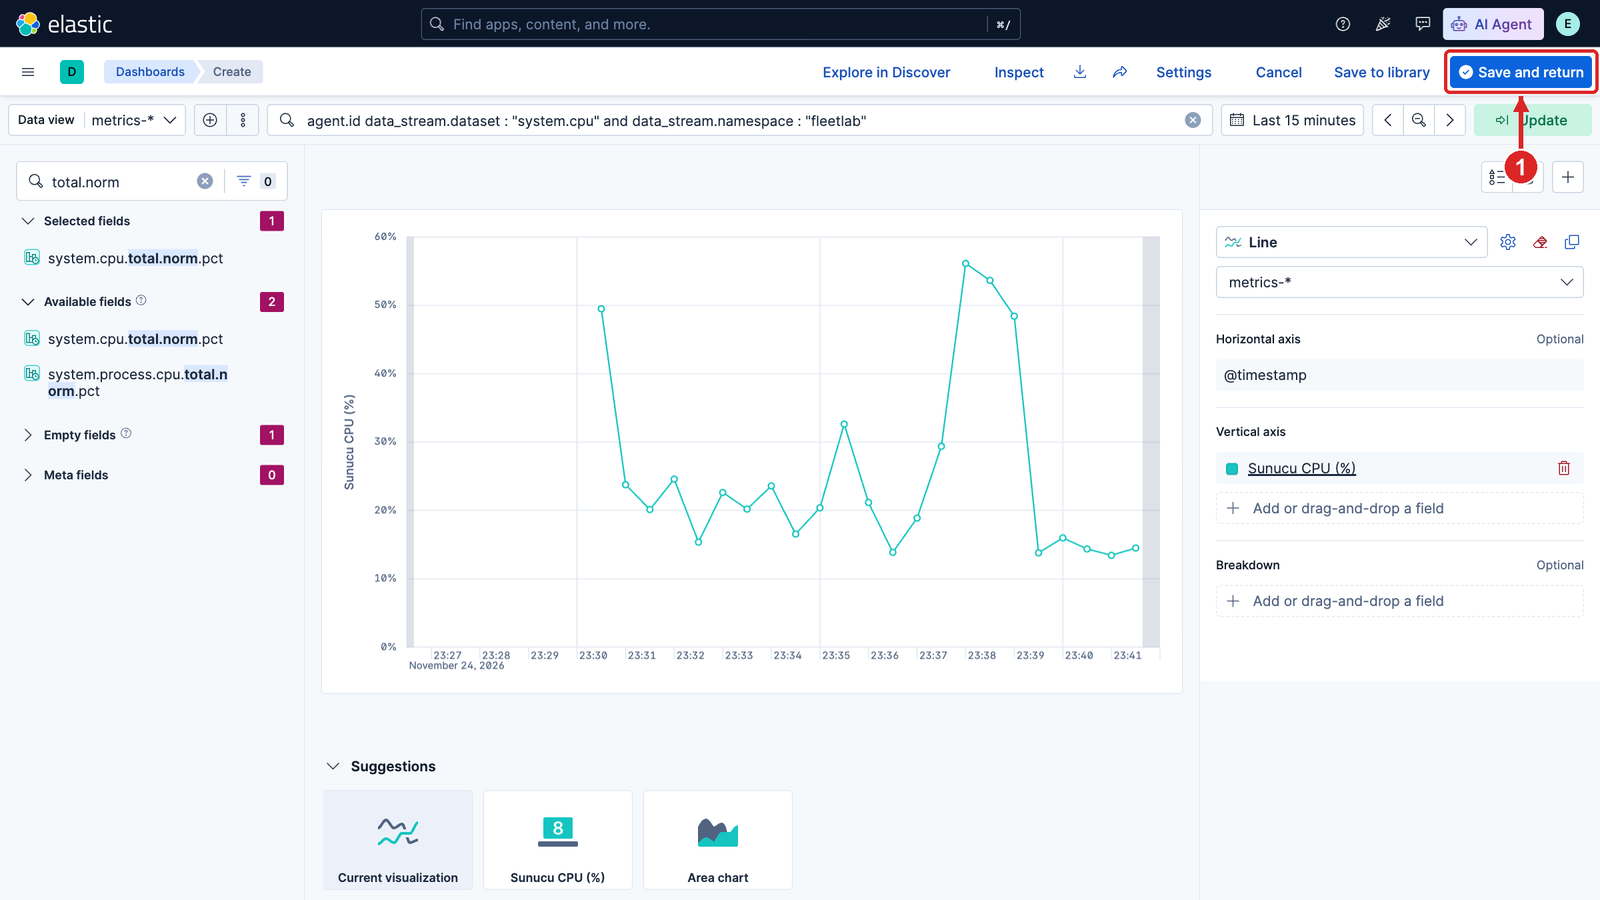 elastic
Find apps, content, and more.
⌘/
AI Agent
E
D
Dashboards
Create
Explore in Discover
Inspect
Settings
Cancel
Save to library
Save and return
Data view
metrics-*
agent.id data_stream.dataset : "system.cpu" and data_stream.namespace : "fleetlab"
Last 15 minutes
Update
1
total.norm
0
Selected fields
1
system.cpu.total.norm.pct
Available fields
2
system.cpu.total.norm.pct
system.process.cpu.total.n
orm.pct
Empty fields
1
Meta fields
0
60%
50%
40%
30%
20%
10%
0%
Sunucu CPU (%)
23:27
23:28
23:29
23:30
23:31
23:32
23:33
23:34
23:35
23:36
23:37
23:38
23:39
23:40
23:41
November 24, 2026
Line
metrics-*
Horizontal axis
Optional
@timestamp
Vertical axis
Sunucu CPU (%)
Add or drag-and-drop a field
Breakdown
Optional
Add or drag-and-drop a field
Suggestions
Current visualization
8
Sunucu CPU (%)
Area chart